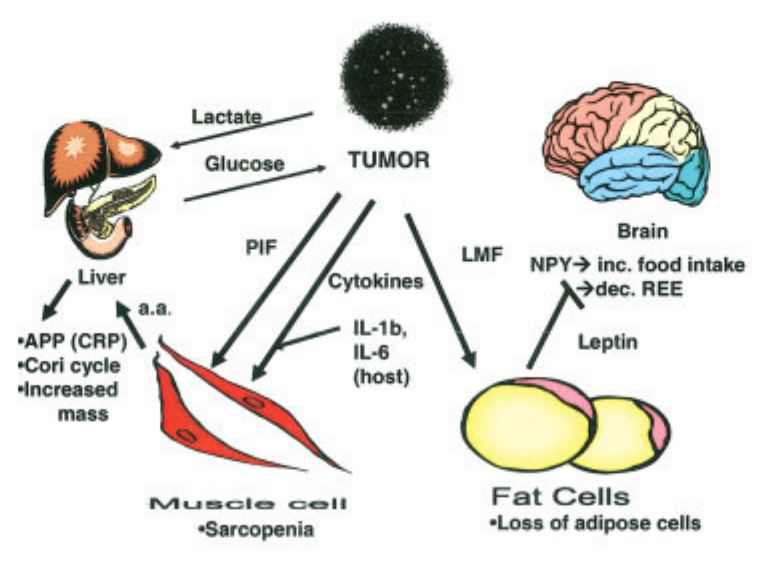 Lactate
Glucose
TUMOR
Brain
NPY→ inc. food intake
→dec. REE
Leptin
LMF
PIF
Cytokines
IL-1b,
IL-6
(host)
Liver
a.a.
•APP (CRP)
•Cori cycle
•Increased
mass
Muscle cell
•Sarcopenia
Fat Cells
•Loss of adipose cells